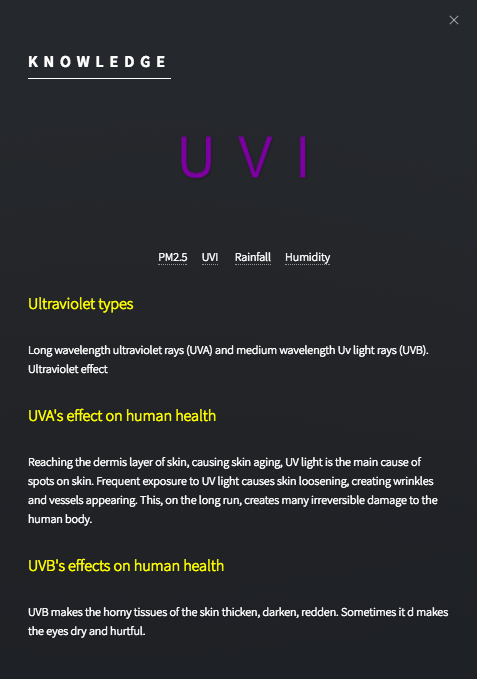 KNOWLEDGE
UVI
PM2.5 UVI Rainfall Humidity
Ultraviolet types
Long wavelength ultraviolet rays (UVA) and medium wavelength Uv light rays (UVB).
Ultraviolet effect
UVA's effect on human health
Reaching the dermis layer of skin, causing skin aging, UV light is the main cause of
spots on skin. Frequent exposure to UV light causes skin loosening, creating wrinkles
and vessels appearing. This, on the long run, creates many irreversible damage to the
human body.
UVB's effects on human health
UVB makes the horny tissues of the skin thicken, darken, redden. Sometimes it d makes
the eyes dry and hurtful.